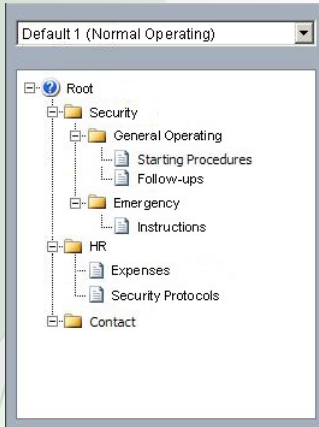 Default 1 (Normal Operating)
Root
Security
General Operating
Starting Procedures
Follow-ups
Emergency
Instructions
HR
Expenses
Security Protocols
Contact